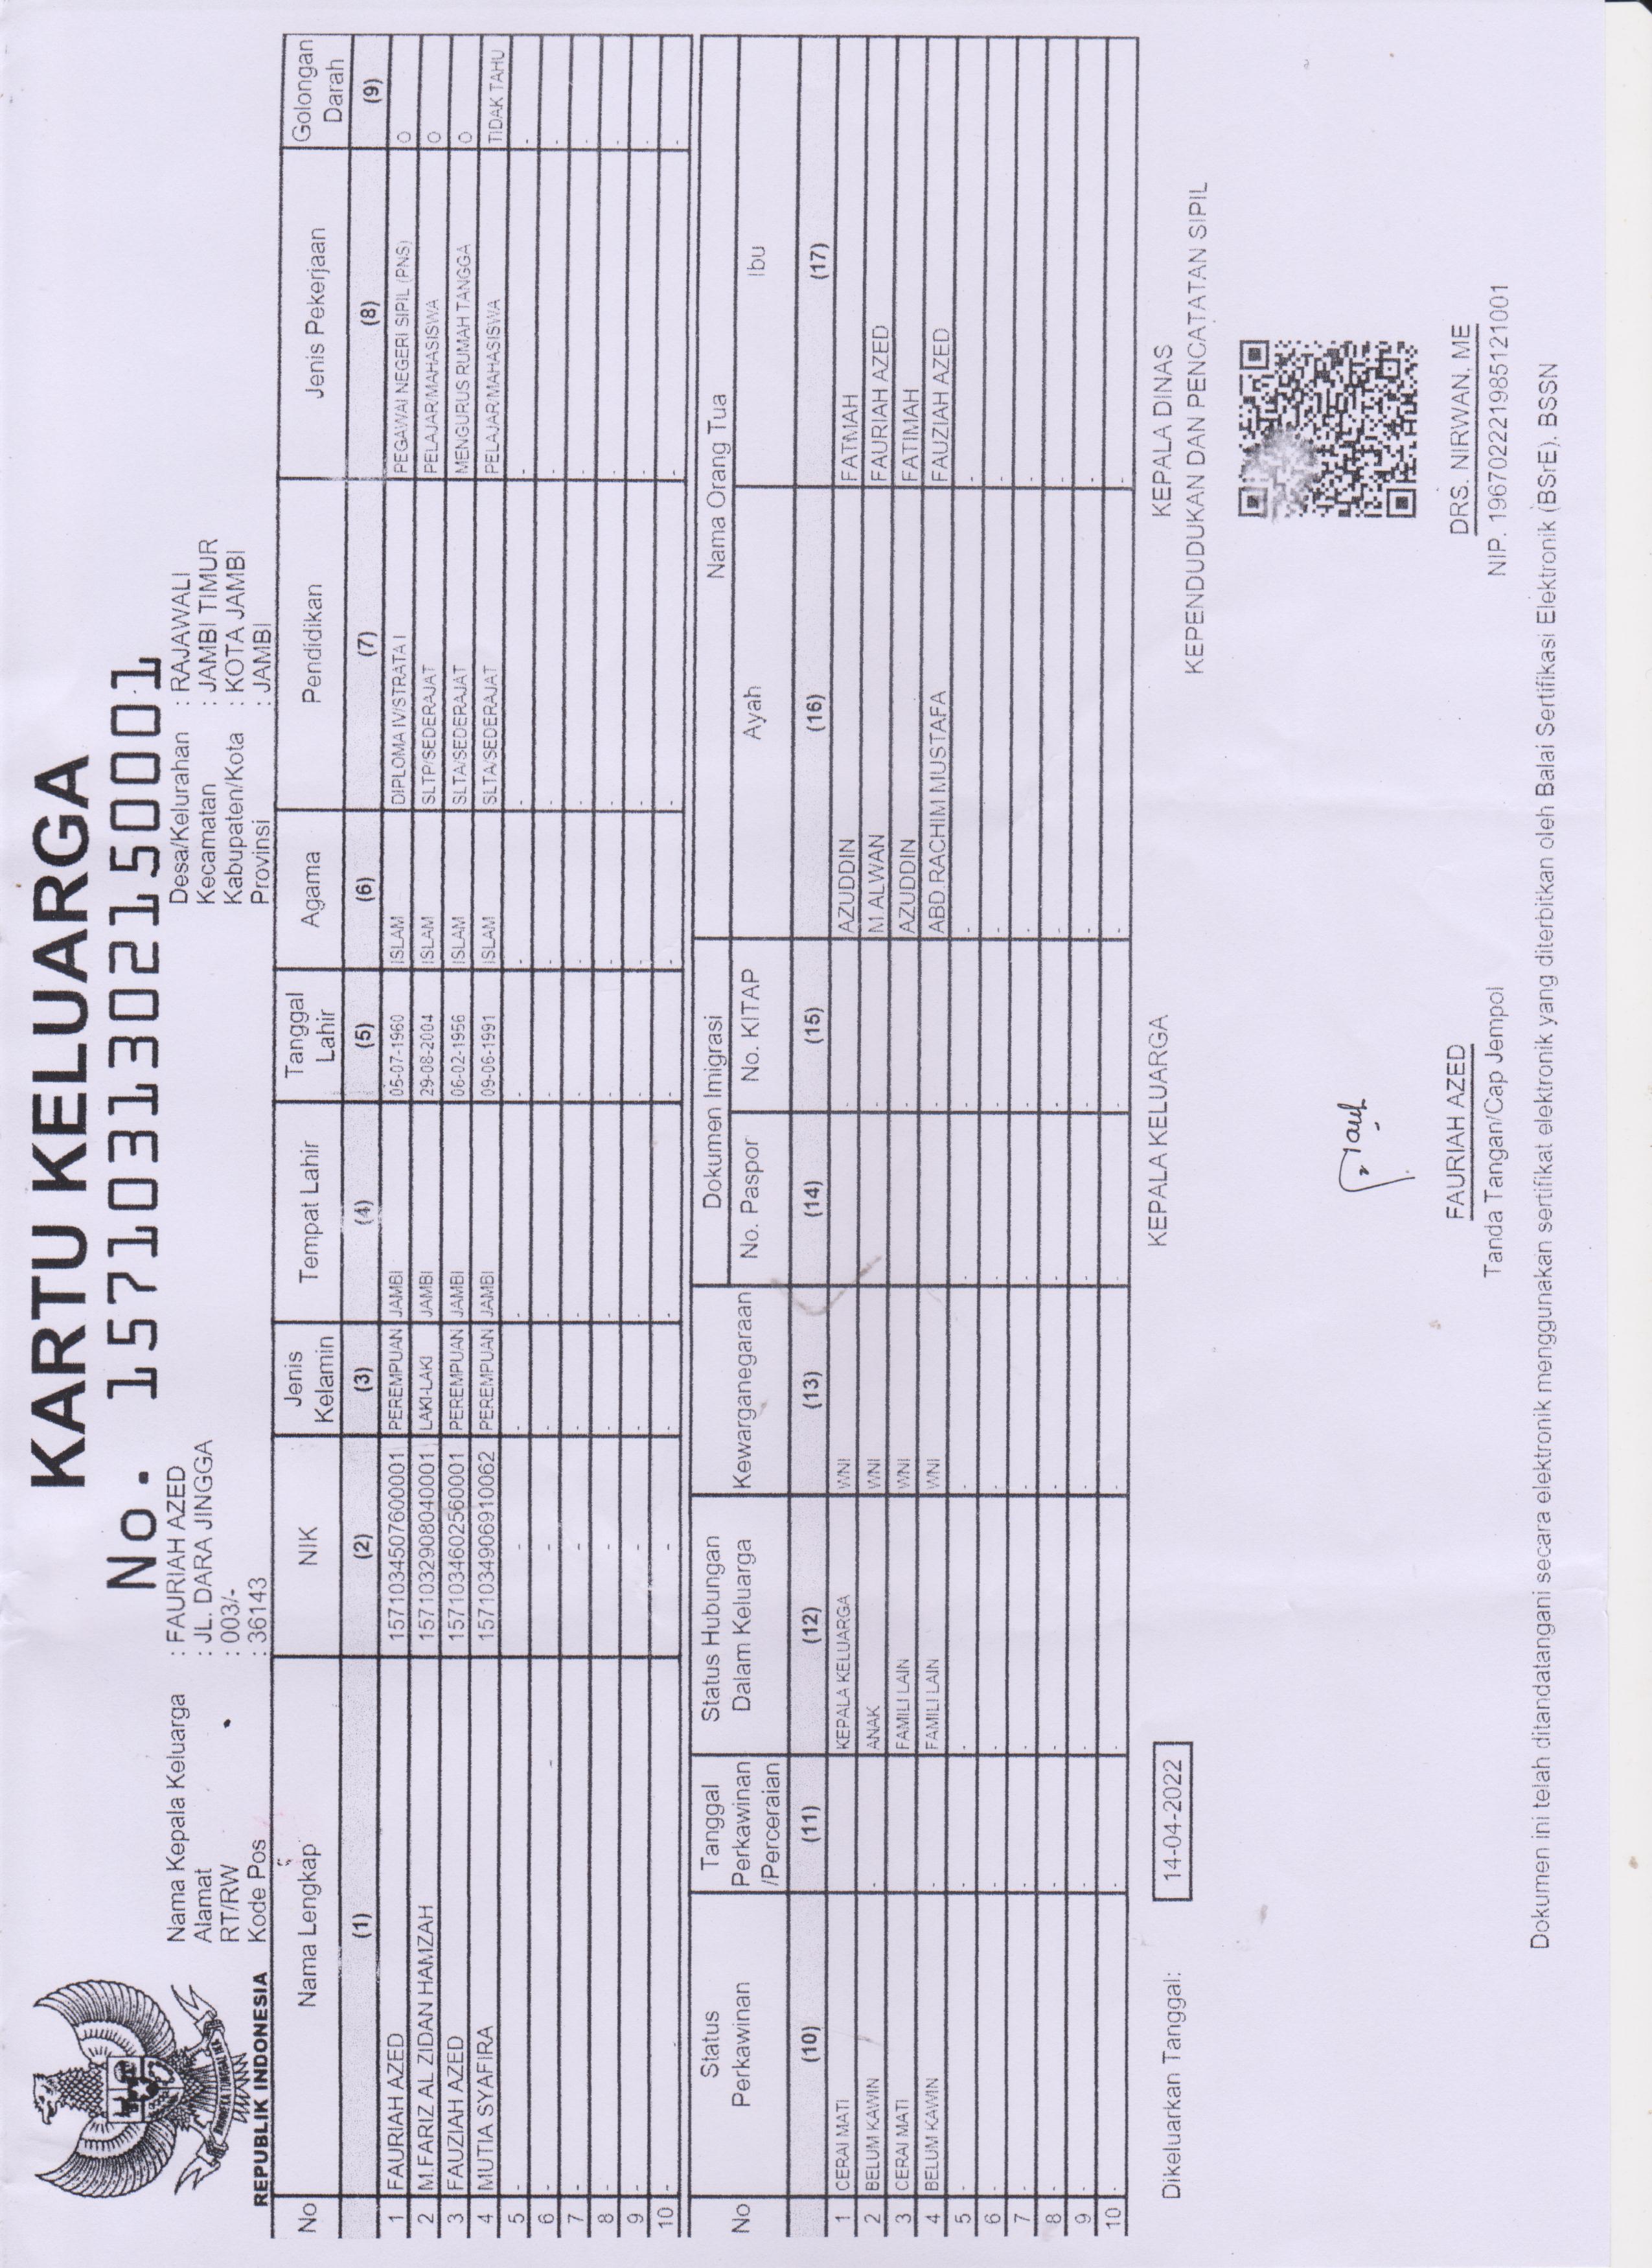 KARTU KELUARGA
No. 1571031302150001
BHINNEKA TUNGGAL IKA
REPUBLIK INDONESIA
Nama Kepala Keluarga : FAURIAH AZED
Alamat : JL. DARA JINGGA
RT/RW : 003/-
Kode Pos : 36143
Desa/Kelurahan : RAJAWALI
Kecamatan : JAMBI TIMUR
Kabupaten/Kota : KOTA JAMBI
Provinsi : JAMBI
No Nama Lengkap NIK Jenis Kelamin Tempat Lahir Tanggal Lahir Agama Pendidikan Jenis Pekerjaan Golongan Darah
(1) (2) (3) (4) (5) (6) (7) (8) (9)
1 FAURIAH AZED 1571034507600001 PEREMPUAN JAMBI 05-07-1960 ISLAM DIPLOMA IV/STRATA I PEGAWAI NEGERI SIPIL (PNS) O
2 M.FARIZ AL ZIDAN HAMZAH 1571032908040001 LAKI-LAKI JAMBI 29-08-2004 ISLAM SLTP/SEDERAJAT PELAJAR/MAHASISWA O
3 FAUZIAH AZED 1571034602560001 PEREMPUAN JAMBI 06-02-1956 ISLAM SLTA/SEDERAJAT MENGURUS RUMAH TANGGA O
4 MUTIA SYAFIRA 1571034906910062 PEREMPUAN JAMBI 09-06-1991 ISLAM SLTA/SEDERAJAT PELAJAR/MAHASISWA TIDAK TAHU
5 - - - - - - - - -
6 - - - - - - - - -
7 - - - - - - - - -
8 - - - - - - - - -
9 - - - - - - - - -
10 - - - - - - - - -
No Status Perkawinan Tanggal Perkawinan /Perceraian Status Hubungan Dalam Keluarga Kewarganegaraan Dokumen Imigrasi No. Paspor No. KITAP Nama Orang Tua Ayah Ibu
(10) (11) (12) (13) (14) (15) (16) (17)
1 CERAI MATI KEPALA KELUARGA WNI - AZUDDIN FATMAH
2 BELUM KAWIN - ANAK WNI - M.ALWAN FAURIAH AZED
3 CERAI MATI FAMILI LAIN WNI - AZUDDIN FATIMAH
4 BELUM KAWIN - FAMILI LAIN WNI - ABD.RACHIM MUSTAFA FAUZIAH AZED
5 - - - - - - - -
6 - - - - - - - -
7 - - - - - - - -
8 - - - - - - - -
9 - - - - - - - -
10 - - - - - - - -
Dikeluarkan Tanggal: 14-04-2022
KEPALA KELUARGA
FAURIAH AZED
Tanda Tangan/Cap Jempol
KEPALA DINAS
KEPENDUDUKAN DAN PENCATATAN SIPIL
DRS. NIRWAN. ME
NIP. 196702221985121001
Dokumen ini telah ditandatangani secara elektronik menggunakan sertifikat elektronik yang diterbitkan oleh Balai Sertifikasi Elektronik (BSrE). BSSN